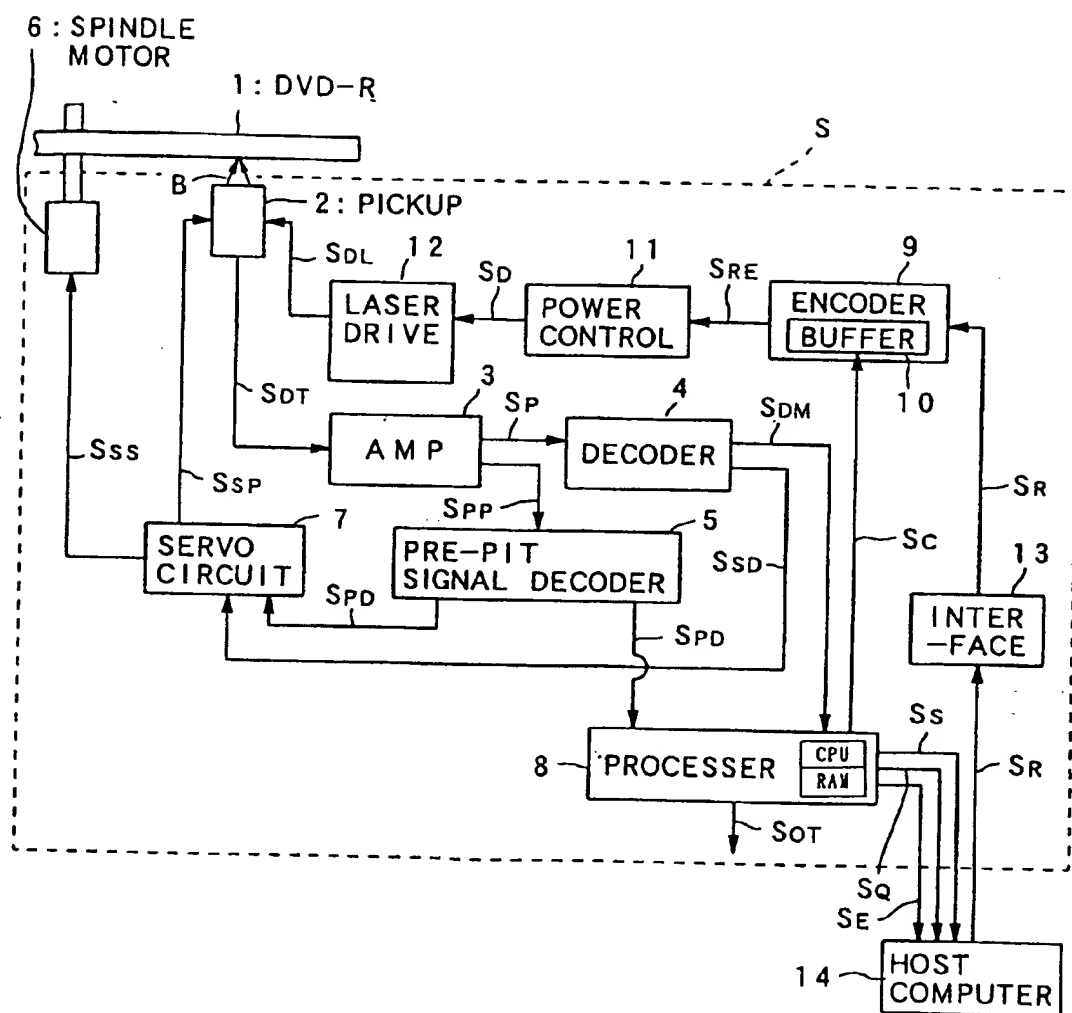 6 : SPINDLE
MOTOR
1 : DVD-R
S
B
2 : PICKUP
SDL
12
SD
11
SRE
9
LASER
DRIVE
POWER
CONTROL
ENCODER
BUFFER
10
SDT
3
SP
4
SDM
AMP
DECODER
SSS
SSP
SPP
5
SSD
SC
SR
7
SERVO
CIRCUIT
PRE-PIT
SIGNAL DECODER
13
INTER
-FACE
SPD
SPD
8
PROCESSER
CPU
RAM
SS
SR
SOT
SQ
SE
14
HOST
COMPUTER